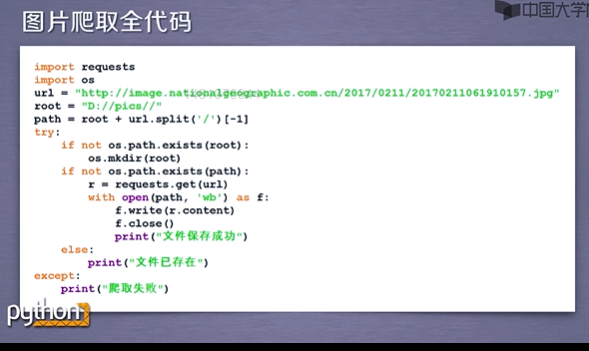 图片爬取全代码
中国大学
import requests
import os
url = "http://image.nationalgeographic.com.cn/2017/0211/20170211061910157.jpg"
root = "D://pics//"
path = root + url.split('/')[-1]
try:
    if not os.path.exists(root):
        os.mkdir(root)
    if not os.path.exists(path):
        r = requests.get(url)
        with open(path, 'wb') as f:
            f.write(r.content)
            f.close()
            print("文件保存成功")
    else:
        print("文件已存在")
except:
    print("爬取失败")
python